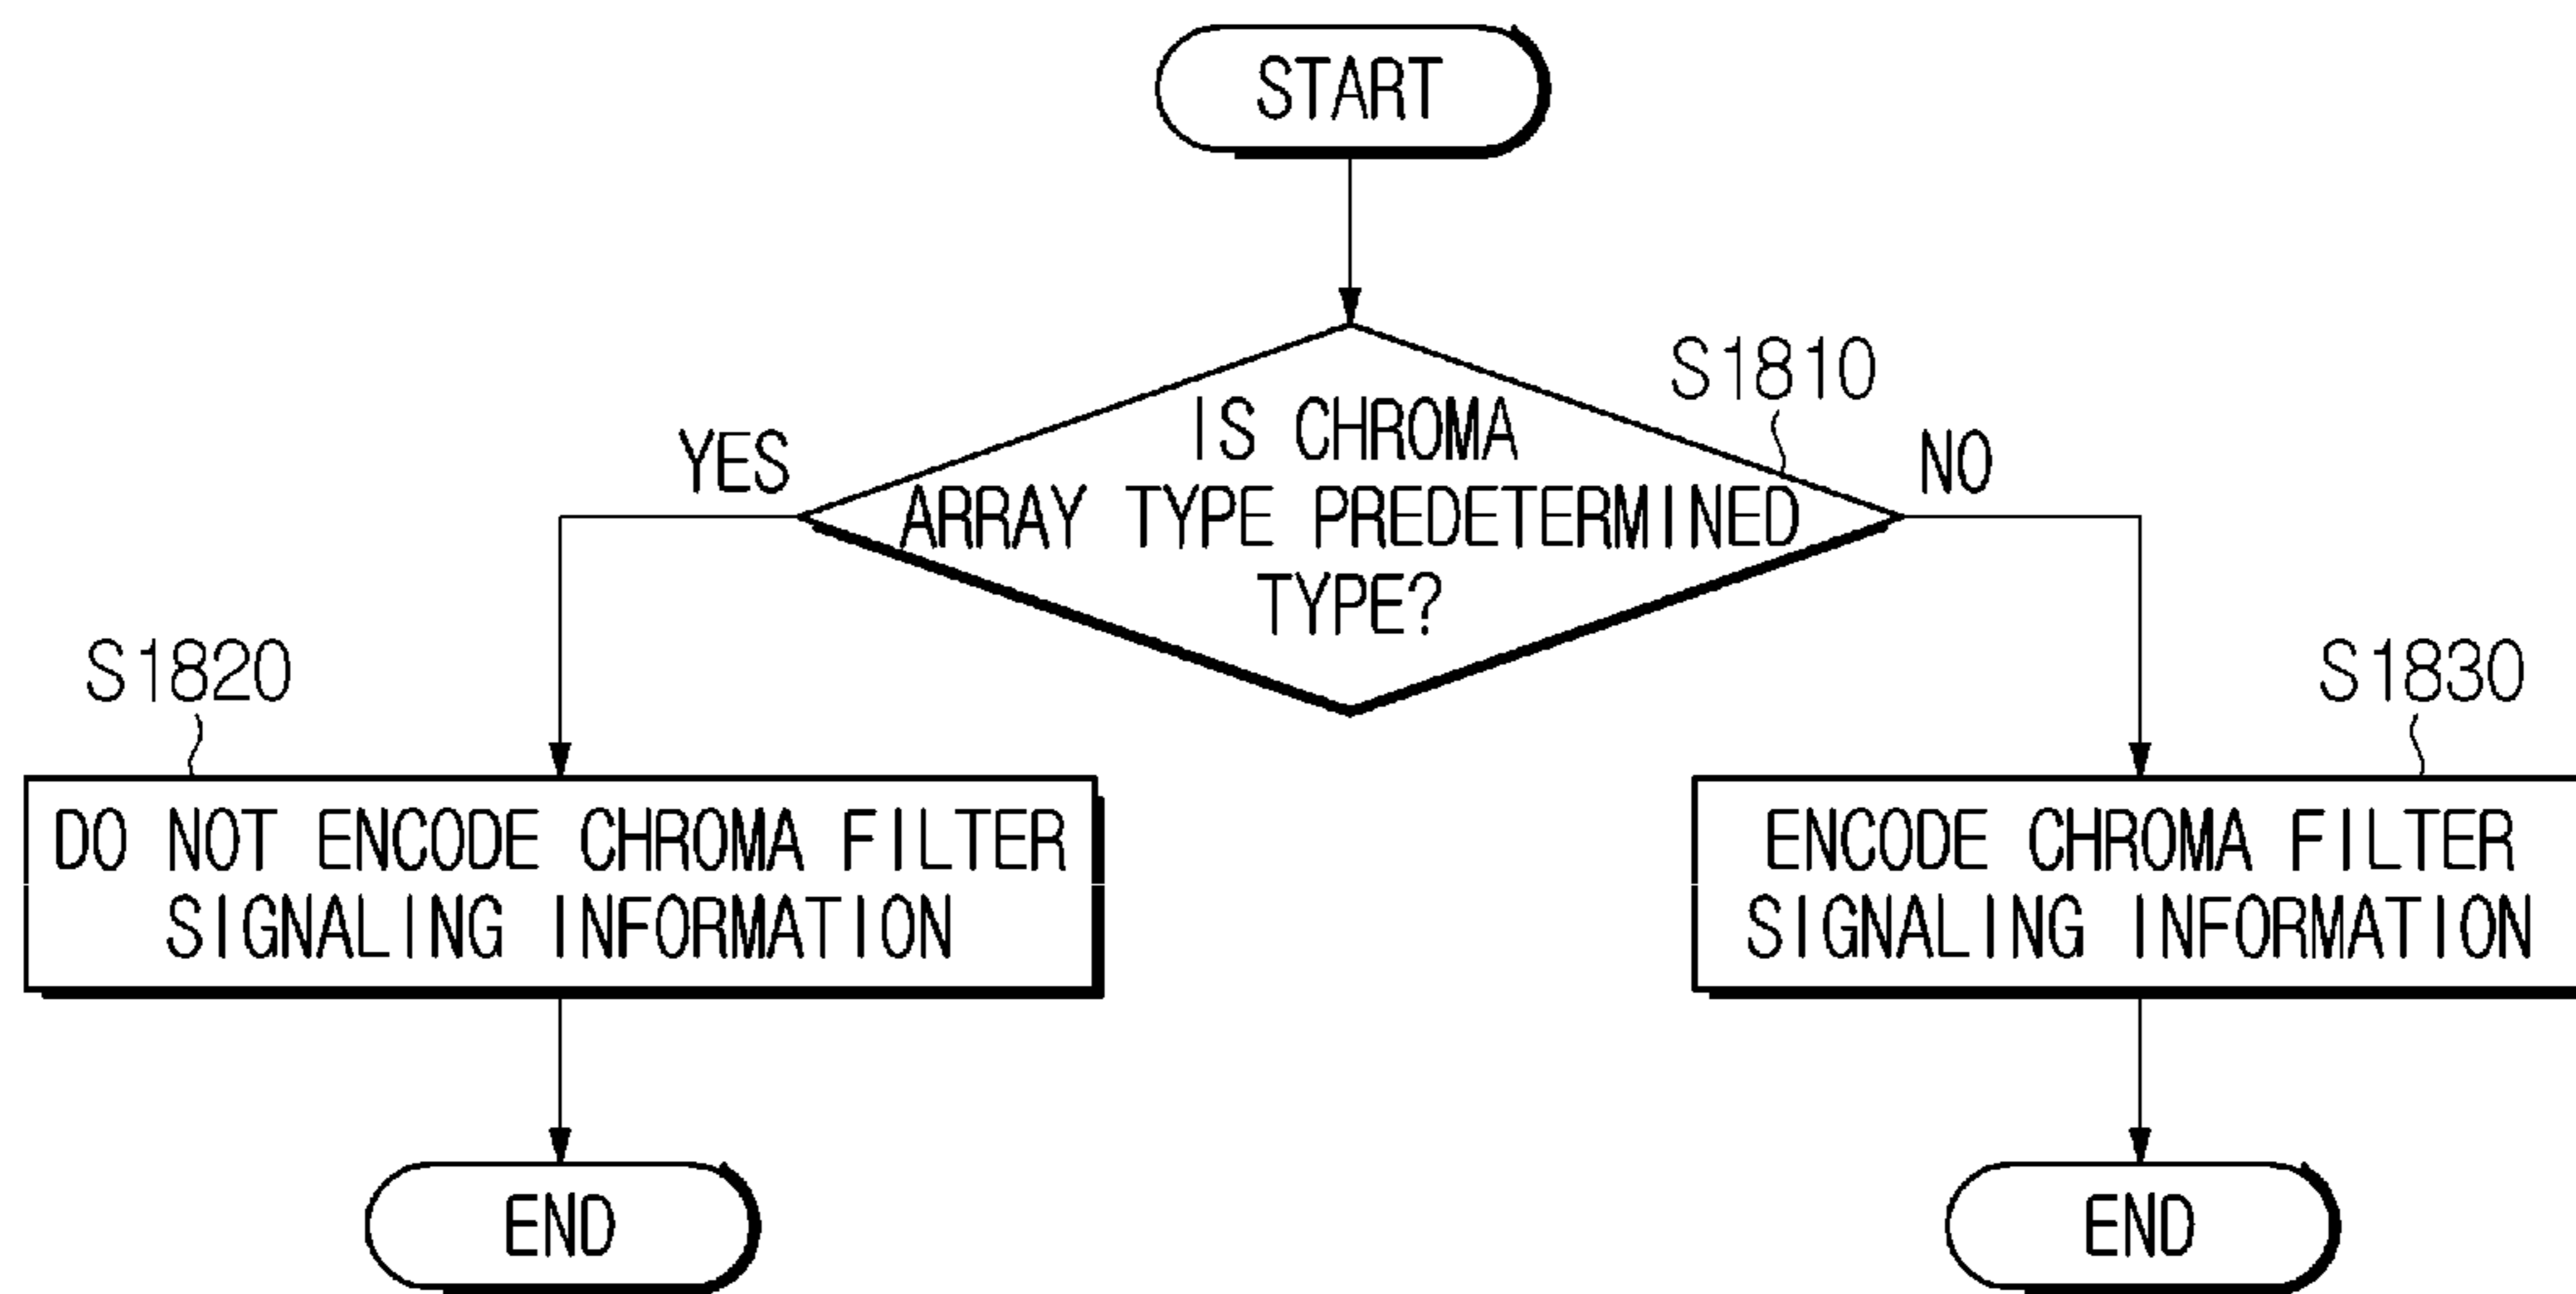 START
S1810
IS CHROMA
YES
NO
ARRAY TYPE PREDETERMINED
TYPE?
S1820
S1830
DO NOT ENCODE CHROMA FILTER
SIGNALING INFORMATION
ENCODE CHROMA FILTER
SIGNALING INFORMATION
END
END